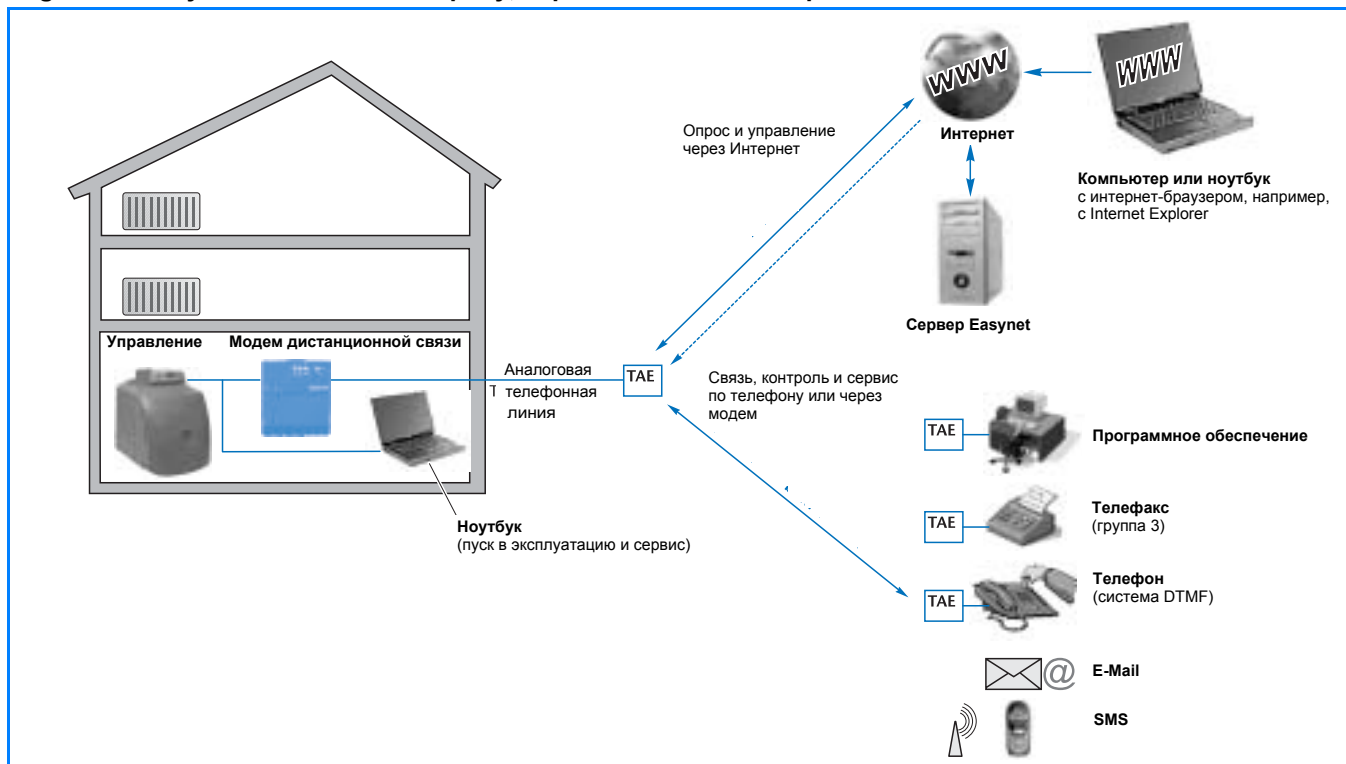 WWW
WWW
Опрос и управление
через Интернет
Интернет
Компьютер или ноутбук
с интернет-браузером, например,
с Internet Explorer
Сервер Easynet
Управление
Модем дистанционной связи
Аналоговая
Т телефонная
линия
TAE
Связь, контроль и сервис
по телефону или через
модем
Ноутбук
(пуск в эксплуатацию и сервис)
TAE
Программное обеспечение
TAE
Телефакс
(группа 3)
TAE
Телефон
(система DTMF)
@
E-Mail
SMS